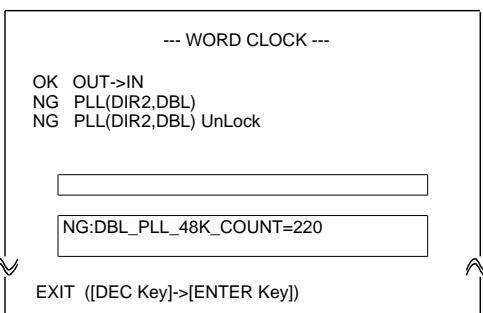 --- WORD CLOCK ---
OK OUT->IN
NG PLL(DIR2,DBL)
NG PLL(DIR2,DBL) UnLock
NG:DBL_PLL_48K_COUNT=220
EXIT ([DEC Key]->[ENTER Key])